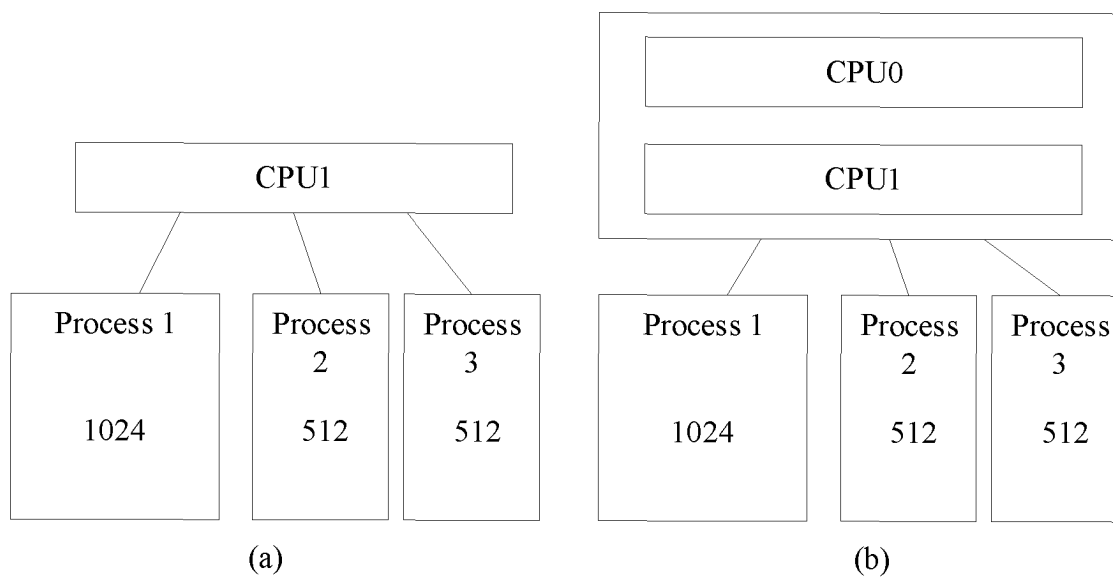 CPU1
Process 1
1024
Process
2
512
Process
3
512
(a)
CPU0
CPU1
Process 1
1024
Process
2
512
Process
3
512
(b)